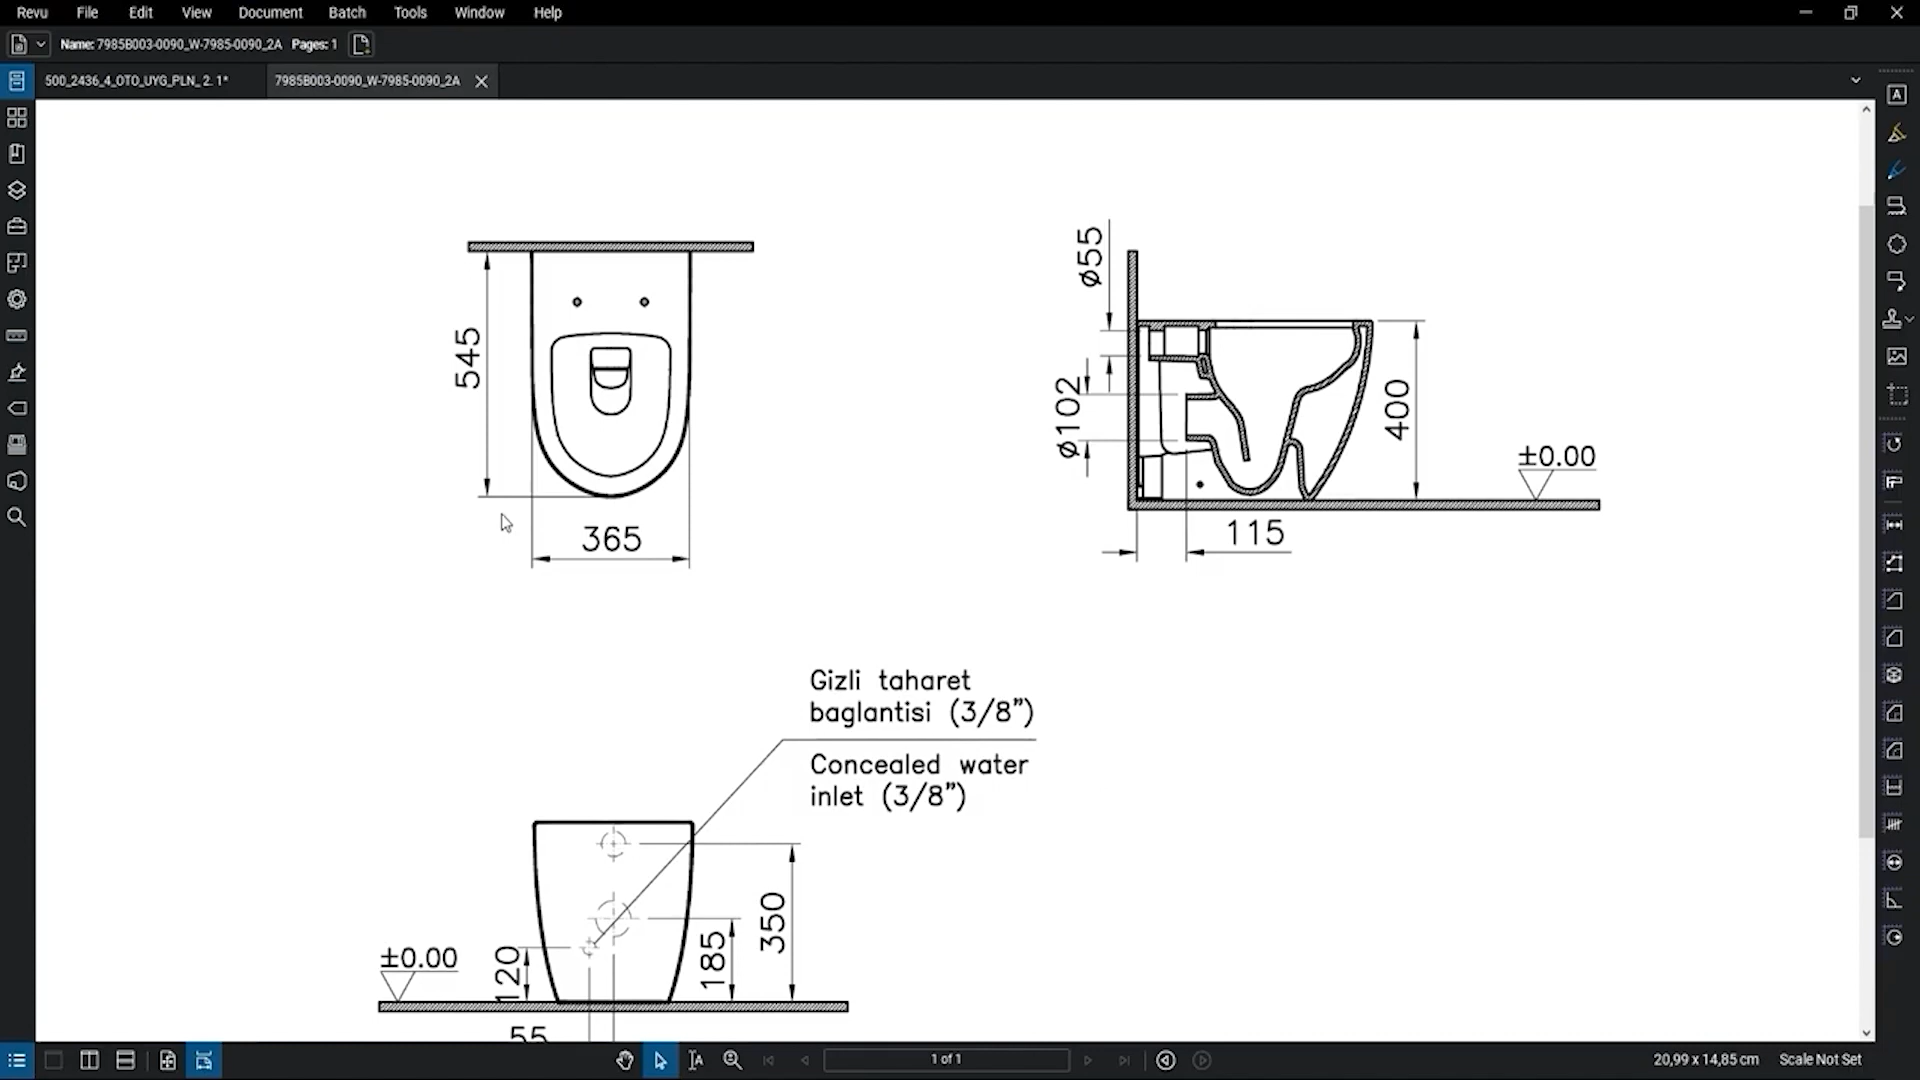 Revu File Edit View Document Batch Tools Window Help
Name: 7985B003-0090_W-7985-0090_2A Pages: 1
500_2436_4_OTO_UYG_PLN_ 2. 1* 7985B003-0090_W-7985-0090_2A
545
365
ø55
ø102
400
±0.00
115
Gizli taharet
baglantisi (3/8")
Concealed water
inlet (3/8")
±0.00
120
185
350
55
1 of 1
20,99 x 14,85 cm Scale Not Set